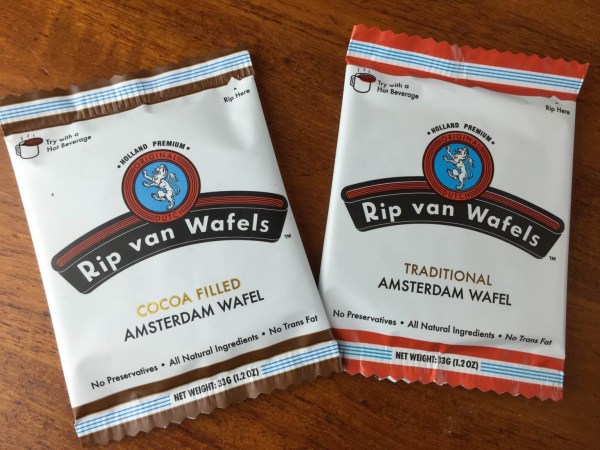 Try with a
Hot Beverage
Rip Here
• HOLLAND PREMIUM •
ORIGINAL
DUTCH
Rip van Wafels
TM
COCOA FILLED
AMSTERDAM WAFEL
No Preservatives • All Natural Ingredients • No Trans Fat
NET WEIGHT: 33G (1.2 OZ)
Try with a
Hot Beverage
Rip Here
• HOLLAND PREMIUM •
ORIGINAL
DUTCH
Rip van Wafels
TM
TRADITIONAL
AMSTERDAM WAFEL
No Preservatives • All Natural Ingredients • No Trans Fat
NET WEIGHT: 33G (1.2 OZ)